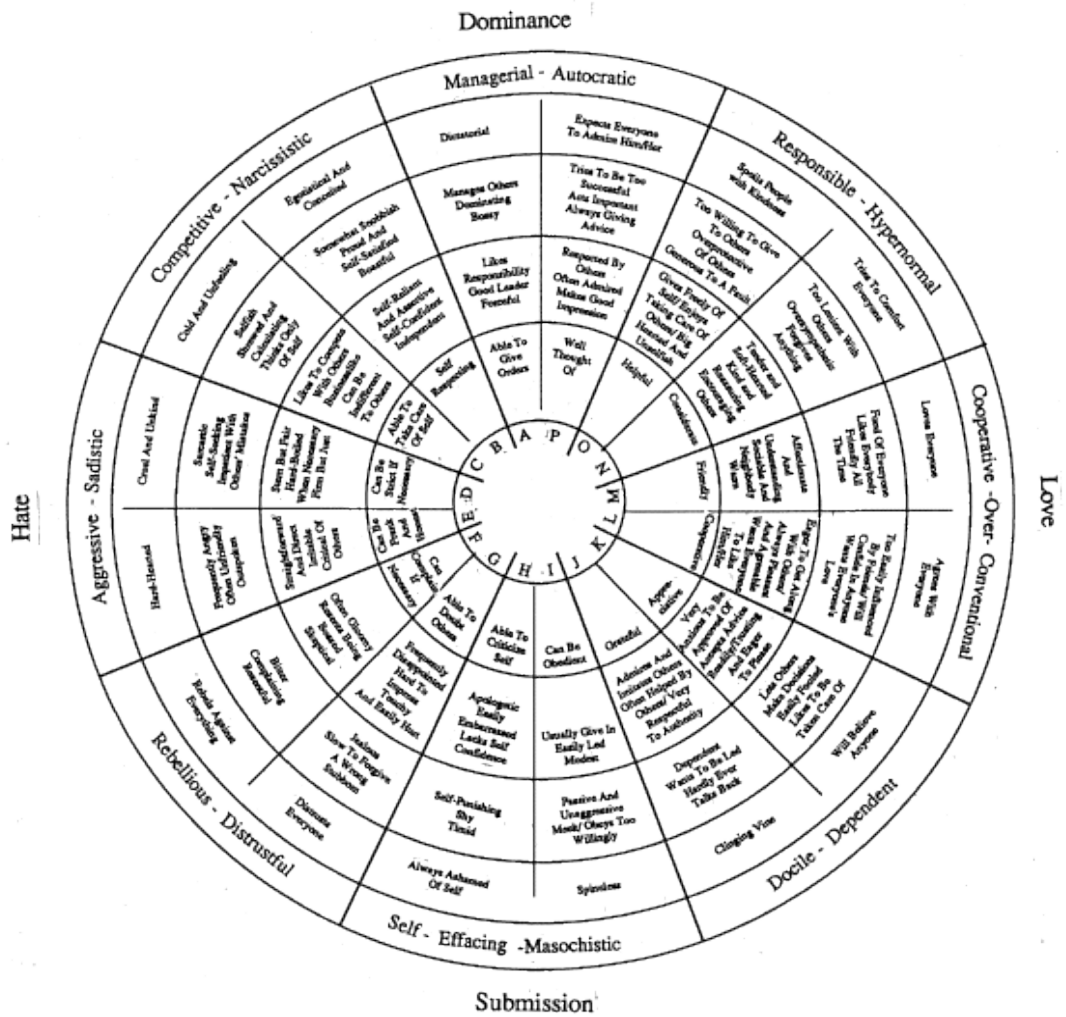 Dominance
Managerial - Autocratic
Responsible - Hypernormal
Cooperative -Over- Conventional
Docile - Dependent
Self - Effacing -Masochistic
Rebellious - Distrustful
Aggressive - Sadistic
Competitive - Narcissistic
Love
Submission
Hate
Dictatorial
Manages Others
Dominating
Bossy
Likes
Responsibility
Good Leader
Forceful
Able To
Give
Orders
A
Expects Everyone
To Admire Him/Her
Tries To Be Too
Successful
Acts Important
Always Giving
Advice
Respected By
Others
Often Admired
Makes Good
Impression
Well
Thought
Of
P
Spoils People
with Kindness
Too Willing To Give
To Others
Overprotective
Of Others
Generous To A Fault
Gives Freely Of
Self/ Enjoys
Taking Care Of
Others/ Big
Hearted And
Unselfish
Helpful
O
Tries To Comfort
Everyone
Too Lenient With
Others
Oversympathetic
Forgives
Anything
Tender and
Soft-Hearted
Kind and
Reassuring
Encouraging
Others
Considerate
N
Loves Everyone
Fond Of Everyone
Likes Everybody
Friendly All
The Time
Affectionate
And
Understanding
Sociable And
Neighborly
Warm
Friendly
M
Agrees With
Everyone
Too Easily Influenced
By Friends/ Will
Confide In Anyone
Wants Everyone's
Love
Eager To Get Along
With Others/
Always Pleasant
And Agreeable
Wants Everyone
To Like
Him/Her
Cooperative
L
Will Believe
Anyone
Lets Others
Make Decisions
Easily Fooled
Likes To Be
Taken Care Of
Very
Anxious To Be
Approved Of
Accepts Advice
Readily/Trusting
And Eager
To Please
Appre-
ciative
K
Clinging Vine
Dependent
Wants To Be Led
Hardly Ever
Talks Back
Admires And
Imitates Others
Often Helped By
Others/ Very
Respectful
To Authority
Grateful
J
Spineless
Passive And
Unaggressive
Meek/ Obeys Too
Willingly
Usually Give In
Easily Led
Modest
Can Be
Obedient
I
Always Ashamed
Of Self
Self-Punishing
Shy
Timid
Apologetic
Easily
Embarrassed
Lacks Self
Confidence
Able To
Criticize
Self
H
Distrusts
Everyone
Jealous
Slow To Forgive
A Wrong
Stubborn
Frequently
Disappointed
Hard To
Impress
Touchy
And Easily Hurt
Able To
Doubt
Others
G
Rebels Against
Everything
Bitter
Complaining
Resentful
Often Gloomy
Resents Being
Bossed
Skeptical
Can
Complain
If
Necessary
F
Hard-Hearted
Frequently Angry
Often Unfriendly
Outspoken
Straightforward
And Direct
Irritable
Critical Of
Others
Can Be
Frank
And
Honest
E
Cruel And Unkind
Sarcastic
Self-Seeking
Impatient With
Others' Mistakes
Stern But Fair
Hard-Boiled
When Necessary
Firm But Just
Can Be
Strict If
Necessary
D
Cold And Unfeeling
Selfish
Shrewd And
Calculating
Thinks Only
Of Self
Likes To Compete
With Others
Businesslike
Can Be
Indifferent
To Others
Able To
Take Care
Of Self
C
Egotistical And
Conceited
Somewhat Snobbish
Proud And
Self-Satisfied
Boastful
Self-Reliant
And Assertive
Self-Confident
Independent
Self
Respecting
B